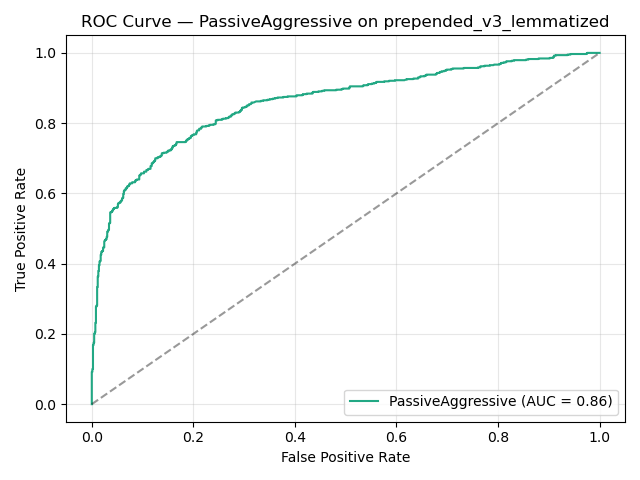 ROC Curve — PassiveAggressive on prepended_v3_lemmatized
1.0
0.8
0.6
0.4
0.2
0.0
True Positive Rate
PassiveAggressive (AUC = 0.86)
0.0 0.2 0.4 0.6 0.8 1.0
False Positive Rate